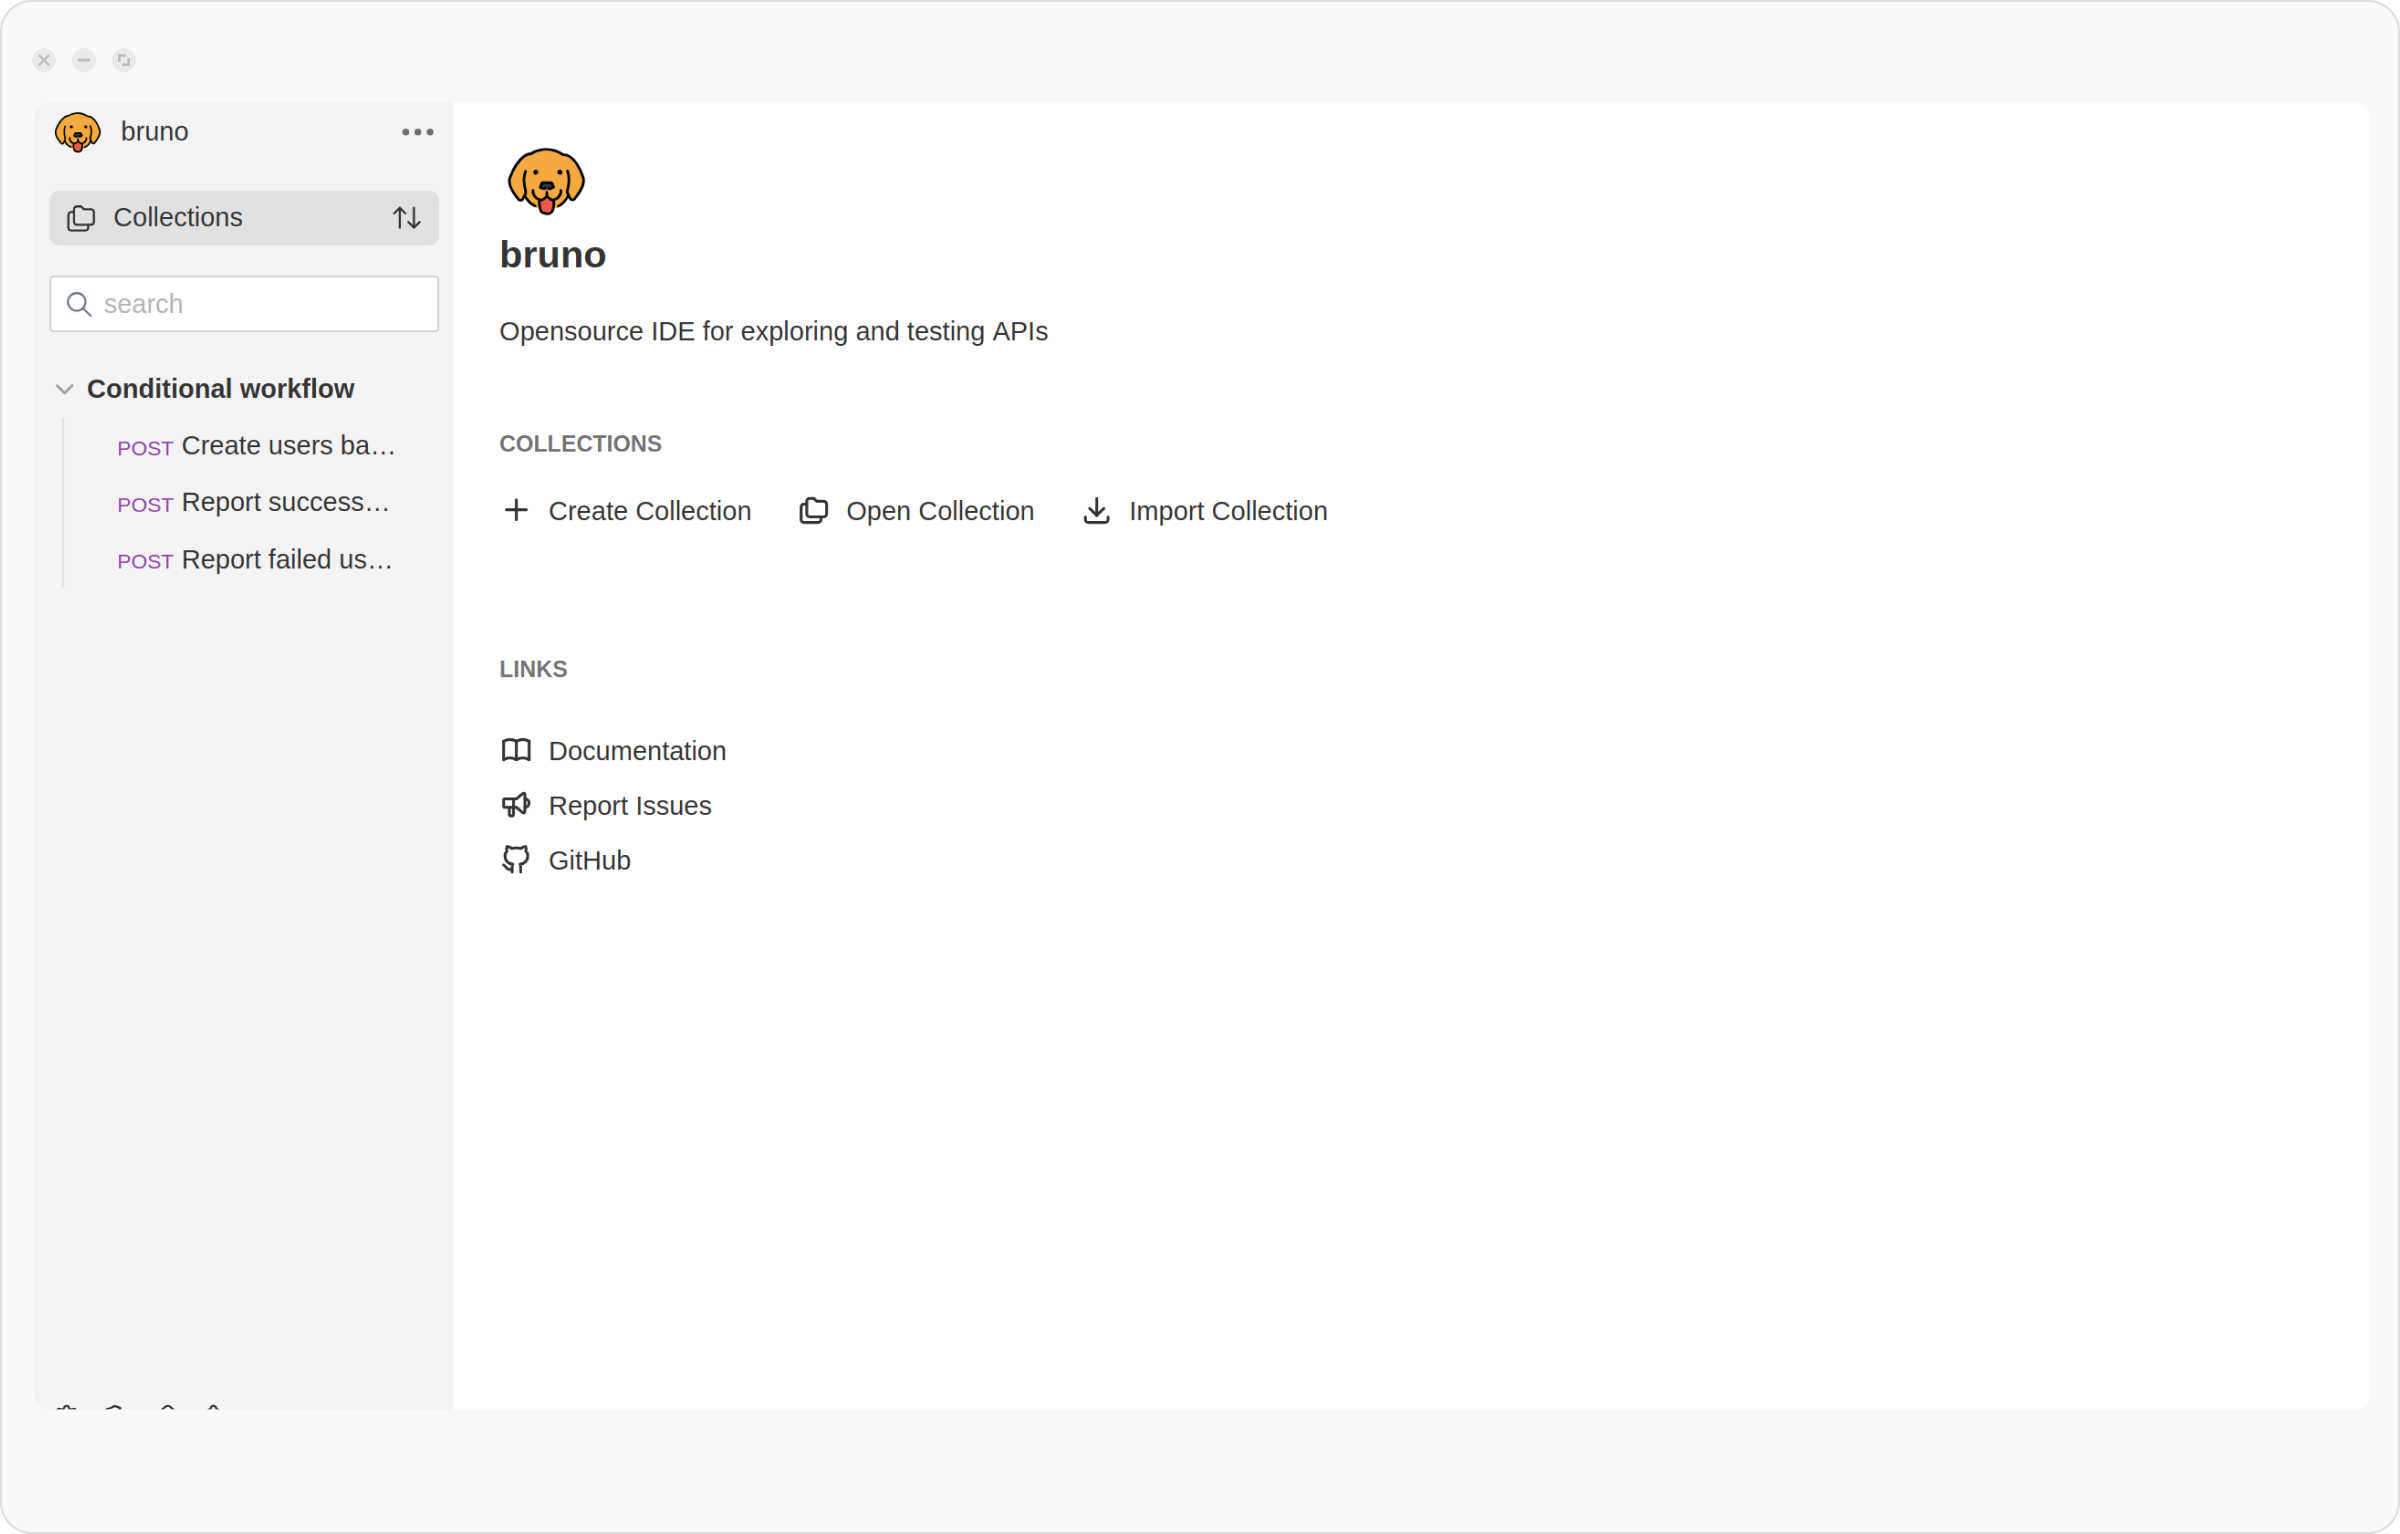 bruno
Collections
search
Conditional workflow
POST Create users ba…
POST Report success…
POST Report failed us…
bruno
Opensource IDE for exploring and testing APIs
COLLECTIONS
Create Collection Open Collection Import Collection
LINKS
Documentation
Report Issues
GitHub